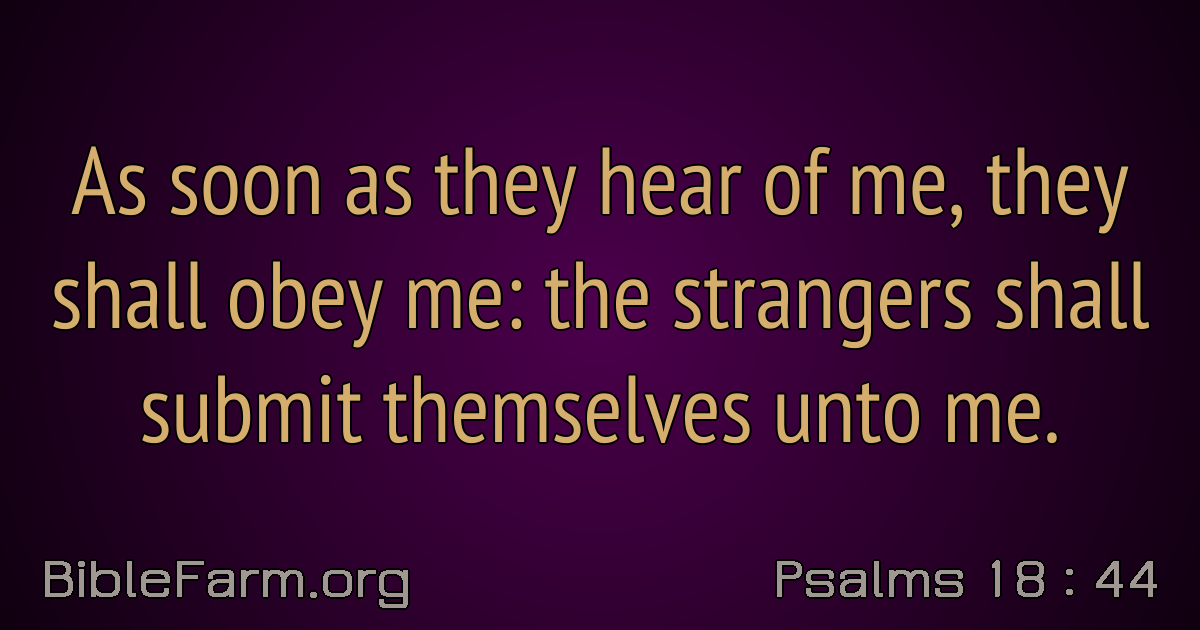 As soon as they hear of me, they
shall obey me: the strangers shall
submit themselves unto me.
BibleFarm.org
Psalms 18 : 44